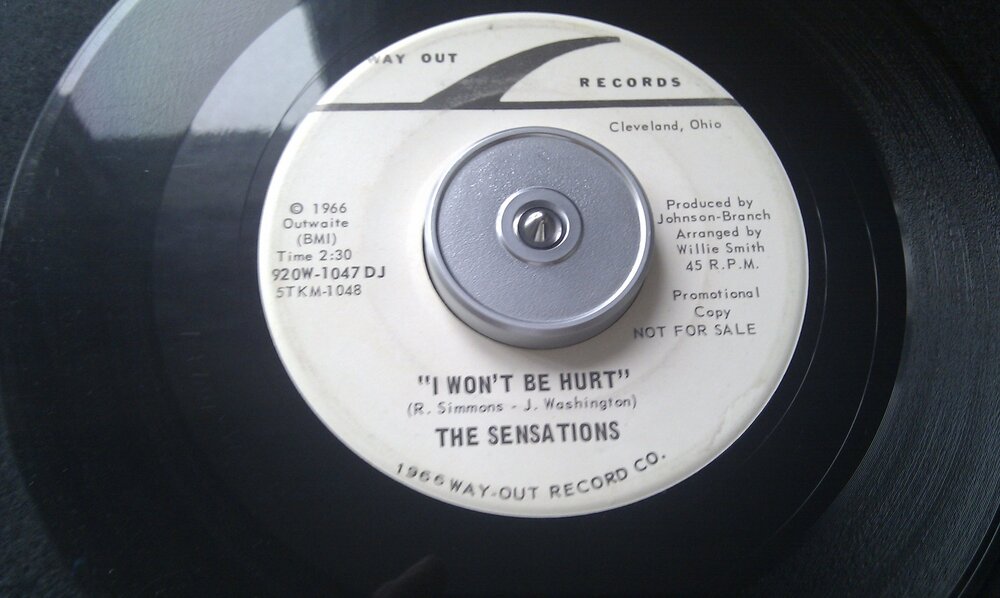 WAY OUT
RECORDS
Cleveland, Ohio
© 1966
Outwaite
(BMI)
Time 2:30
920W-1047 DJ
5TKM-1048
Produced by
Johnson-Branch
Arranged by
Willie Smith
45 R.P.M.
Promotional
Copy
NOT FOR SALE
"I WON'T BE HURT"
(R. Simmons - J. Washington)
THE SENSATIONS
1966 WAY-OUT RECORD CO.